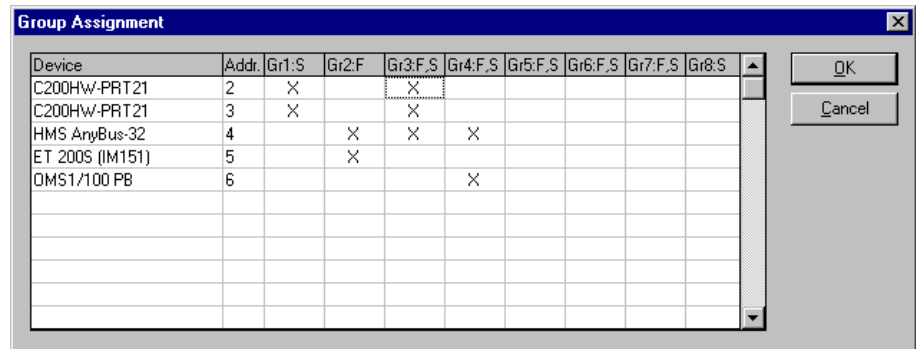 Group Assignment
Device Addr. Gr1:S Gr2:F Gr3:F,S Gr4:F,S Gr5:F,S Gr6:F,S Gr7:F,S Gr8:S
C200HW-PRT21 2 X X
C200HW-PRT21 3 X X
HMS AnyBus-32 4 X X X
ET 200S (IM151) 5 X
OMS1/100 PB 6 X
OK
Cancel